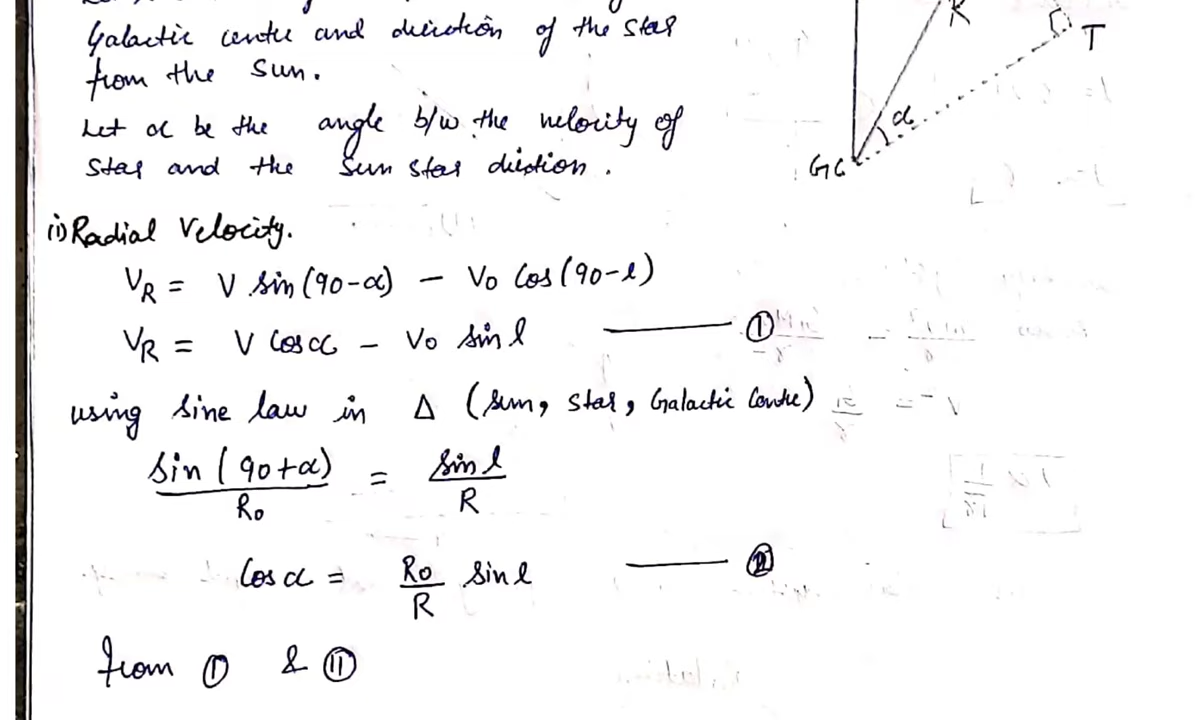 Galactic centre and direction of the star
from the sun.
Let α be the angle b/w the velocity of
star and the Sun star diretion.
R
T
α
GC
i) Radial Velocity.
V_R = V sin(90-α) - V₀ Cos(90-l)
V_R = V Cosα - V₀ sin l ——— ①
using sine law in Δ (sun, star, Galactic Centre)
sin(90+α)/R₀ = sin l/R
Cos α = R₀/R Sin l ——— ⑪
from ① & ⑪